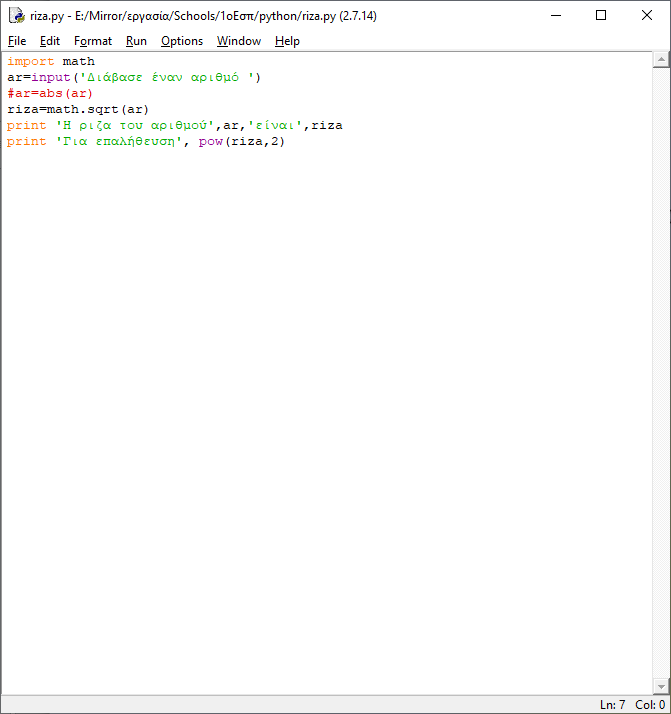 riza.py - E:/Mirror/εργασία/Schools/1οΕσπ/python/riza.py (2.7.14)
File Edit Format Run Options Window Help
import math
ar=input('Διάβασε έναν αριθμό ')
#ar=abs(ar)
riza=math.sqrt(ar)
print 'Η ριζα του αριθμού',ar,'είναι',riza
print 'Για επαλήθευση', pow(riza,2)
Ln: 7 Col: 0